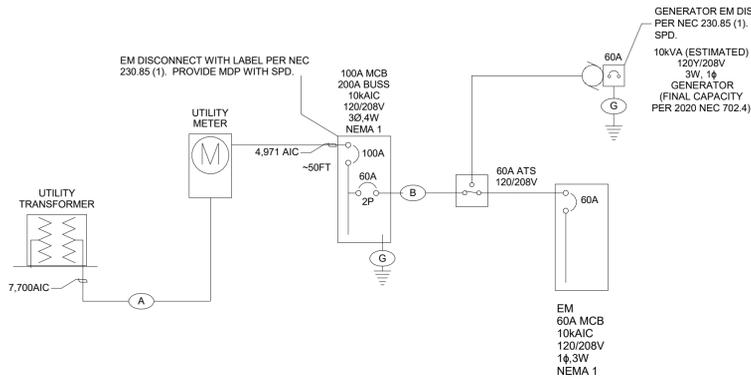 GENERATOR EM DIS
PER NEC 230.85 (1).
SPD.
60A
10kVA (ESTIMATED)
120Y/208V
3W, 1ϕ
GENERATOR
(FINAL CAPACITY
PER 2020 NEC 702.4)
G
EM DISCONNECT WITH LABEL PER NEC
230.85 (1). PROVIDE MDP WITH SPD.
100A MCB
200A BUSS
10kAIC
120/208V
3Ø,4W
NEMA 1
UTILITY
METER
M
4,971 AIC
~50FT
100A
60A
2P
B
60A ATS
120/208V
60A
G
UTILITY
TRANSFORMER
7,700AIC
A
EM
60A MCB
10kAIC
120/208V
1ϕ,3W
NEMA 1